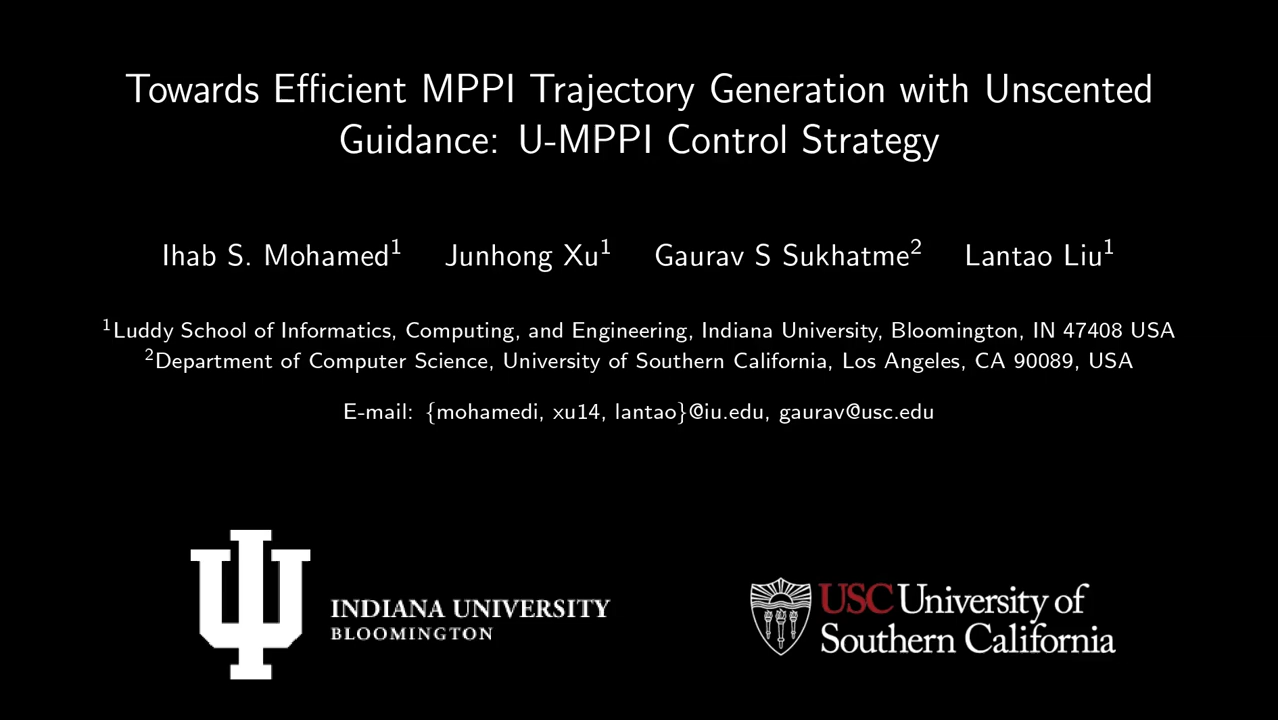 Towards Efficient MPPI Trajectory Generation with Unscented
Guidance: U-MPPI Control Strategy
Ihab S. Mohamed¹ Junhong Xu¹ Gaurav S Sukhatme² Lantao Liu¹
¹Luddy School of Informatics, Computing, and Engineering, Indiana University, Bloomington, IN 47408 USA
²Department of Computer Science, University of Southern California, Los Angeles, CA 90089, USA
E-mail: {mohamedi, xu14, lantao}@iu.edu, gaurav@usc.edu
INDIANA UNIVERSITY
BLOOMINGTON
USC University of
Southern California